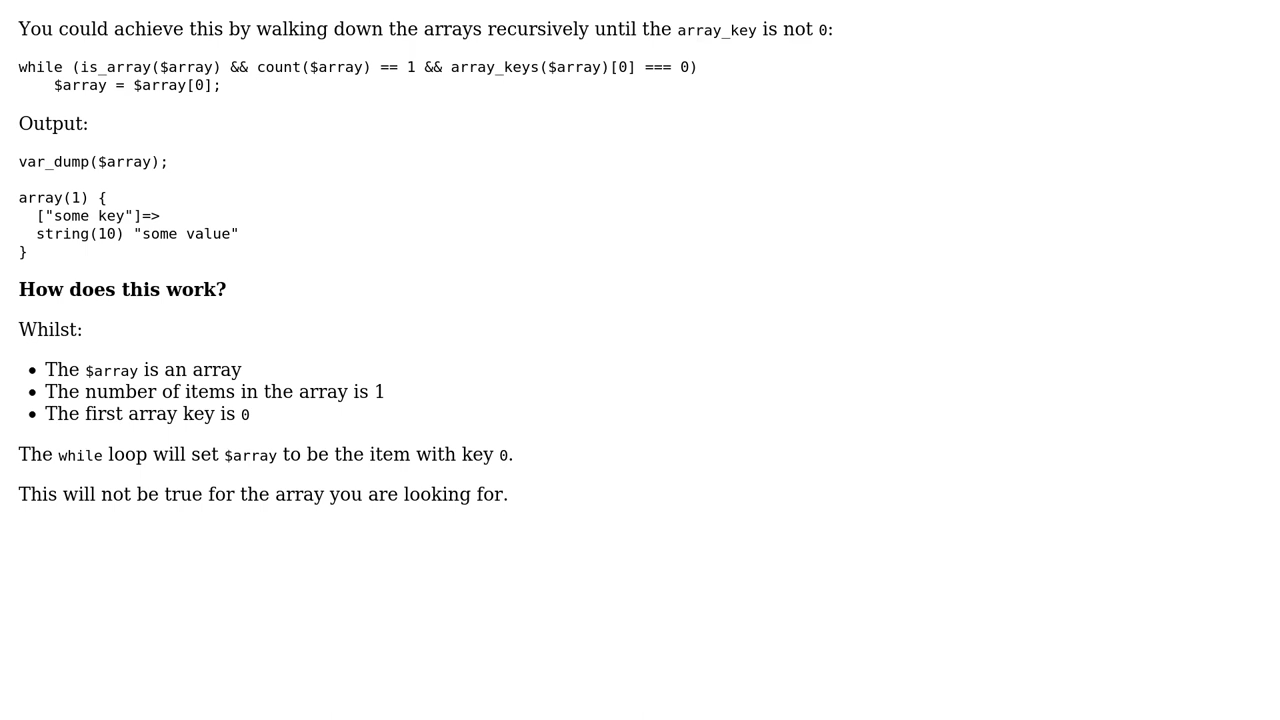 You could achieve this by walking down the arrays recursively until the array_key is not 0:
while (is_array($array) && count($array) == 1 && array_keys($array)[0] === 0)
    $array = $array[0];
Output:
var_dump($array);
array(1) {
  ["some key"]=>
  string(10) "some value"
}
How does this work?
Whilst:
• The $array is an array
• The number of items in the array is 1
• The first array key is 0
The while loop will set $array to be the item with key 0.
This will not be true for the array you are looking for.